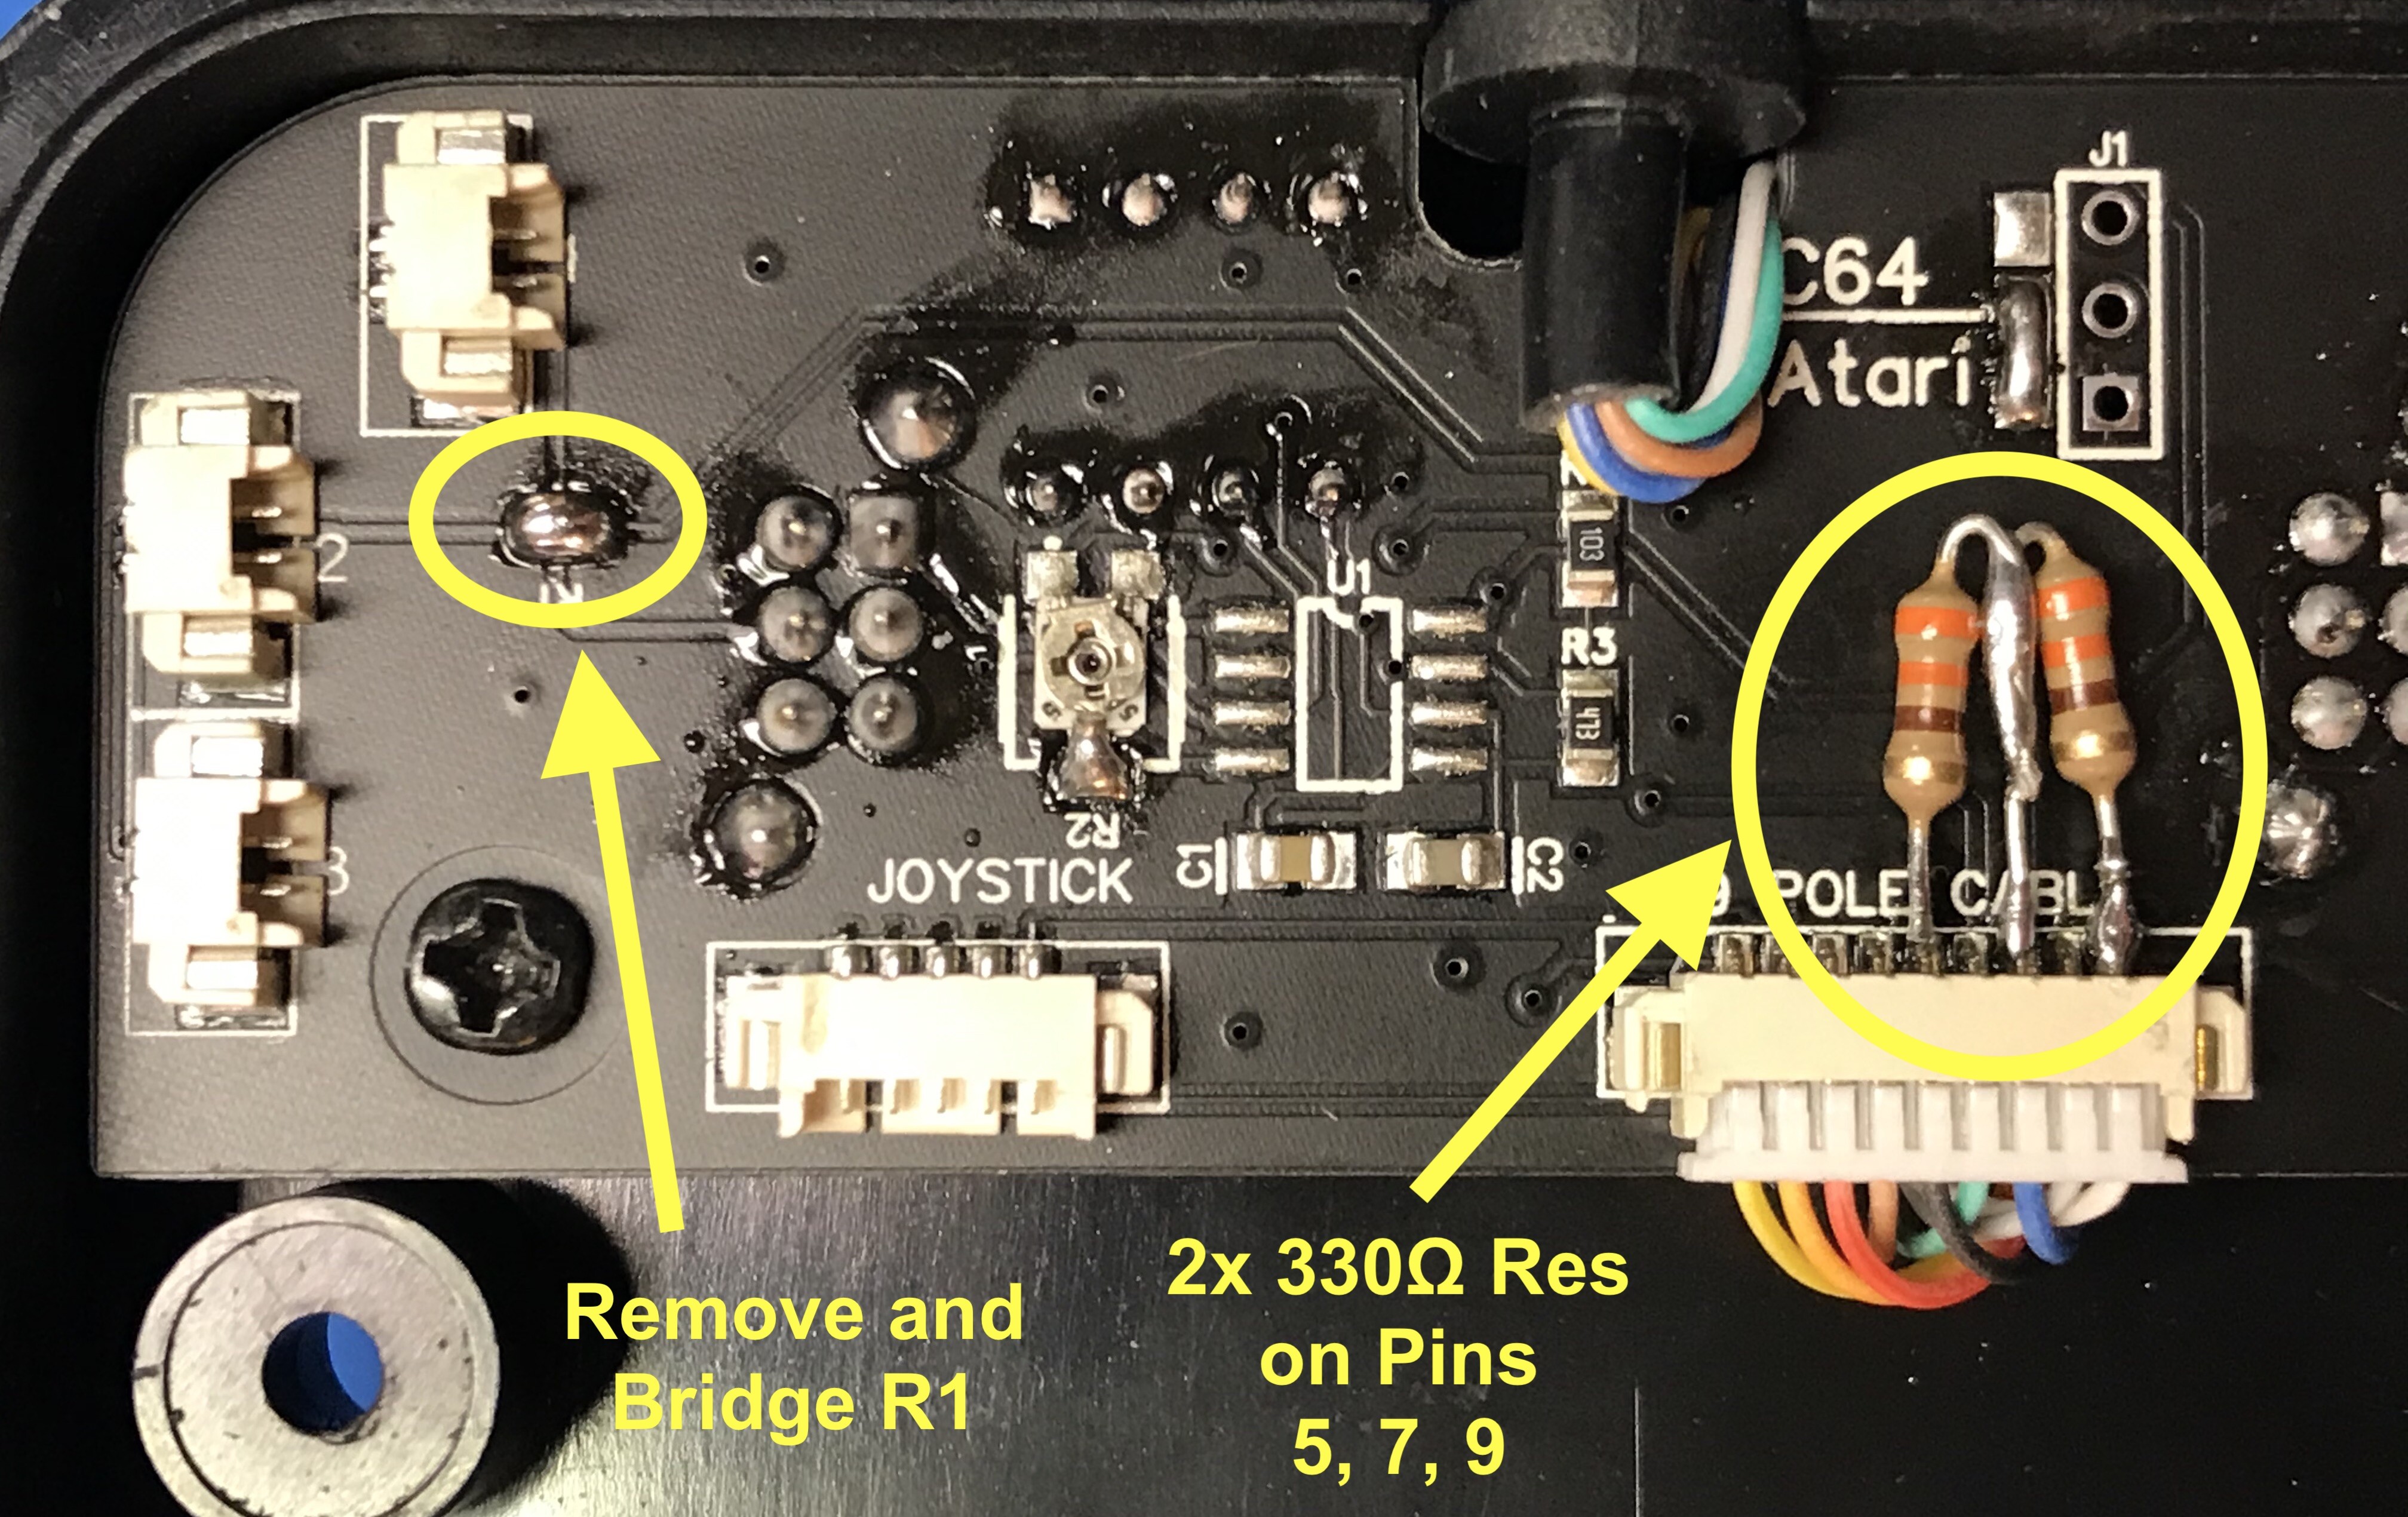 J1
C64
Atari
2
U1
103
R3
473
R2
3
JOYSTICK
C1
C2
9 POLE CABL
Remove and
Bridge R1
2x 330Ω Res
on Pins
5, 7, 9